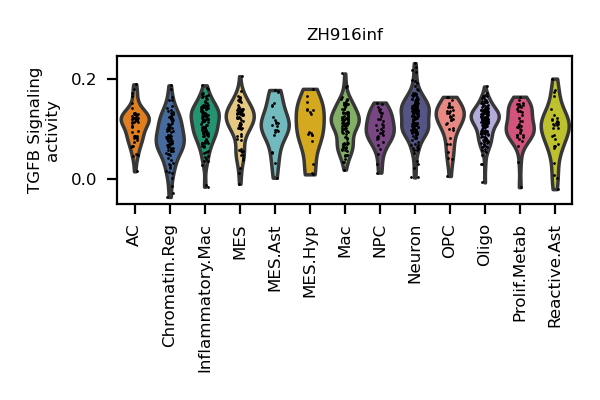 ZH916inf
TGFB Signaling
activity
0.2
0.0
AC
Chromatin.Reg
Inflammatory.Mac
MES
MES.Ast
MES.Hyp
Mac
NPC
Neuron
OPC
Oligo
Prolif.Metab
Reactive.Ast